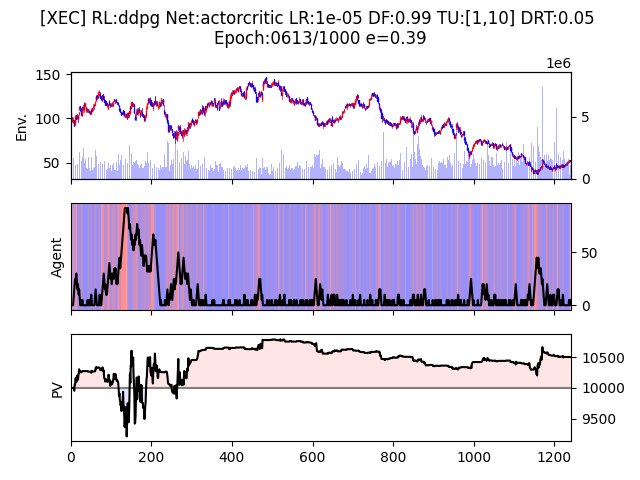 [XEC] RL:ddpg Net:actorcritic LR:1e-05 DF:0.99 TU:[1,10] DRT:0.05
Epoch:0613/1000 e=0.39
1e6
150
100
50
Env.
5
0
Agent
50
0
PV
10500
10000
9500
0 200 400 600 800 1000 1200